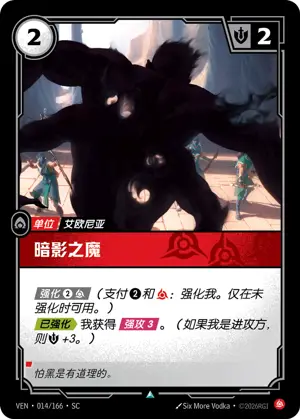 2
2
单位 艾欧尼亚
暗影之魔
强化 2 (支付 2 和 : 强化我。仅在未
强化时可用。)
已强化 我获得 强攻 3 。(如果我是进攻方,
则 +3。)
怕黑是有道理的。
VEN • 014/166 • SC
Six More Vodka • ©2026RGI